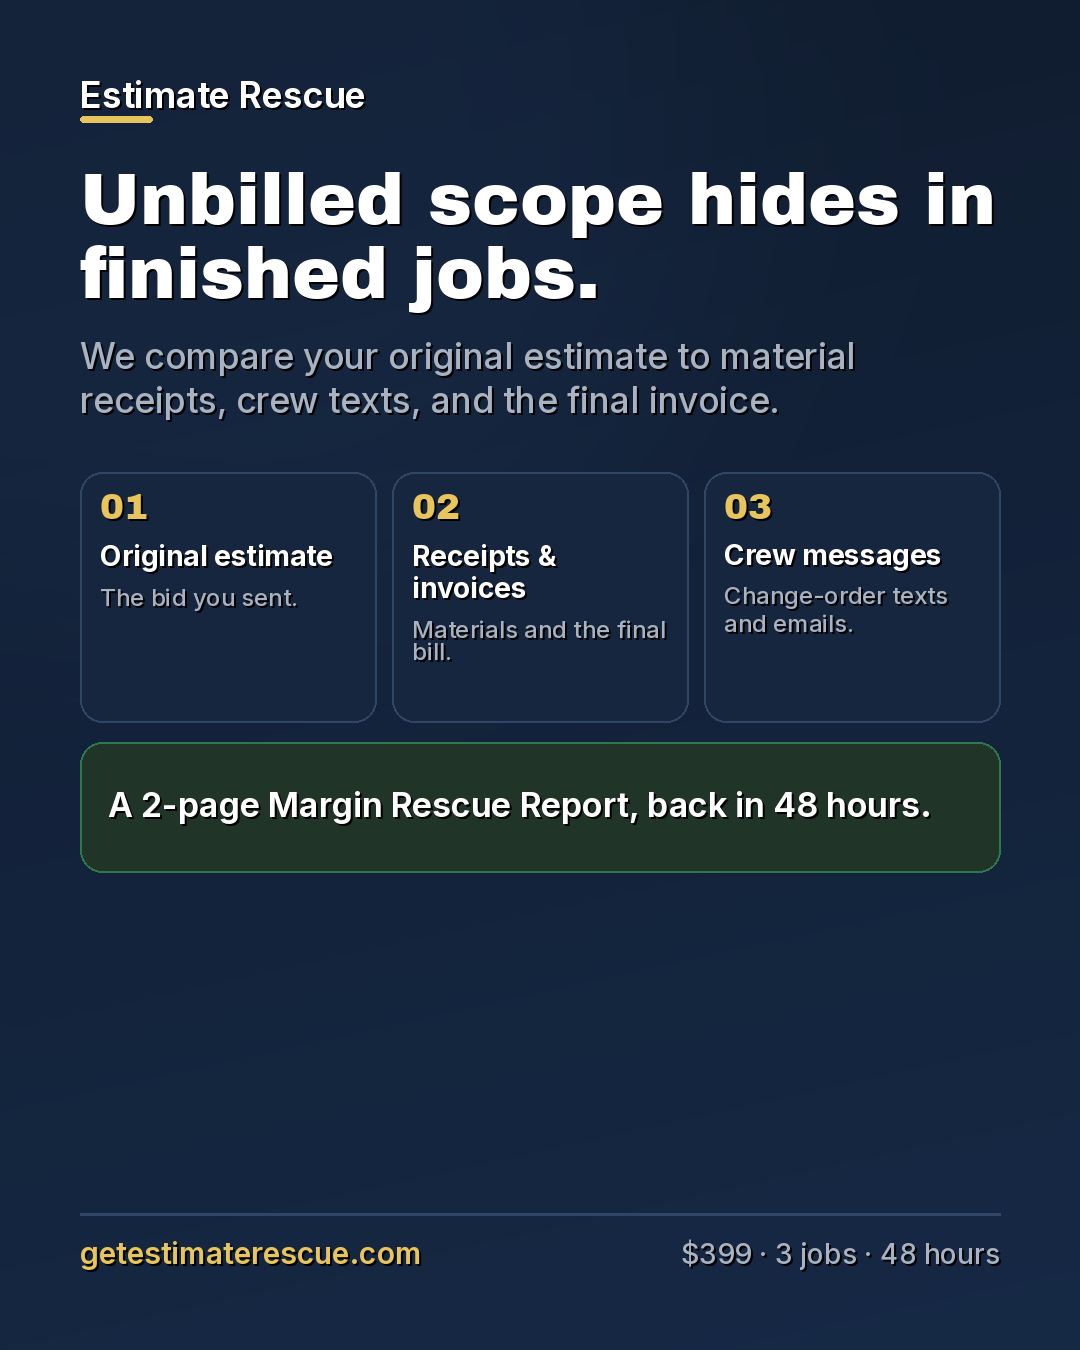 Estimate Rescue
Unbilled scope hides in
finished jobs.
We compare your original estimate to material
receipts, crew texts, and the final invoice.
01
Original estimate
The bid you sent.
02
Receipts &
invoices
Materials and the final
bill.
03
Crew messages
Change-order texts
and emails.
A 2-page Margin Rescue Report, back in 48 hours.
getestimaterescue.com
$399 · 3 jobs · 48 hours